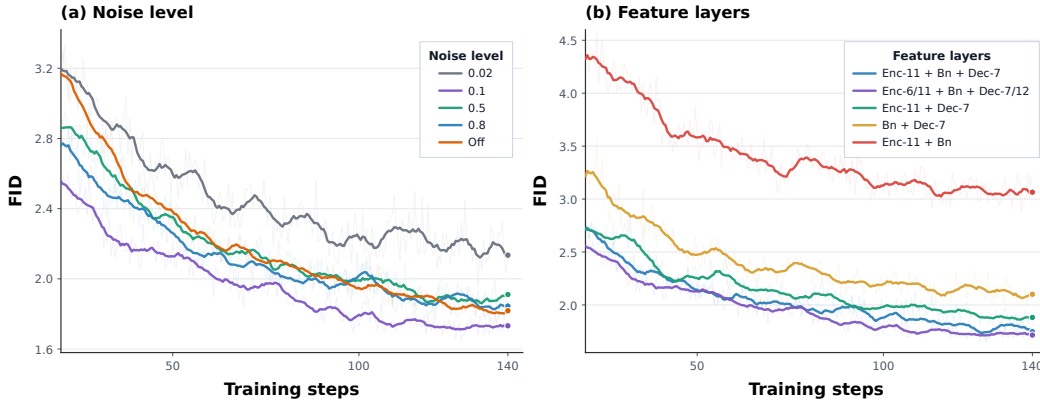 (a) Noise level
3.2
2.8
2.4
2.0
1.6
FID
50
100
140
Training steps
Noise level
0.02
0.1
0.5
0.8
Off
(b) Feature layers
4.5
4.0
3.5
3.0
2.5
2.0
FID
50
100
140
Training steps
Feature layers
Enc-11 + Bn + Dec-7
Enc-6/11 + Bn + Dec-7/12
Enc-11 + Dec-7
Bn + Dec-7
Enc-11 + Bn